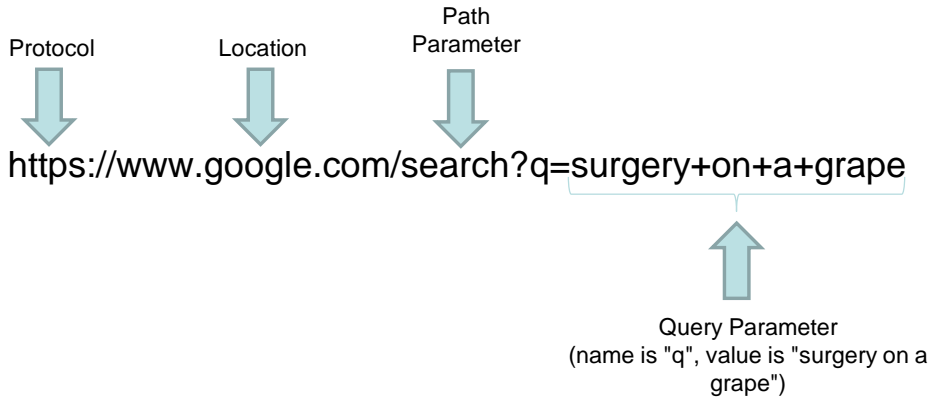 Path
Parameter
Protocol
Location
https://www.google.com/search?q=surgery+on+a+grape
Query Parameter
(name is "q", value is "surgery on a
grape")